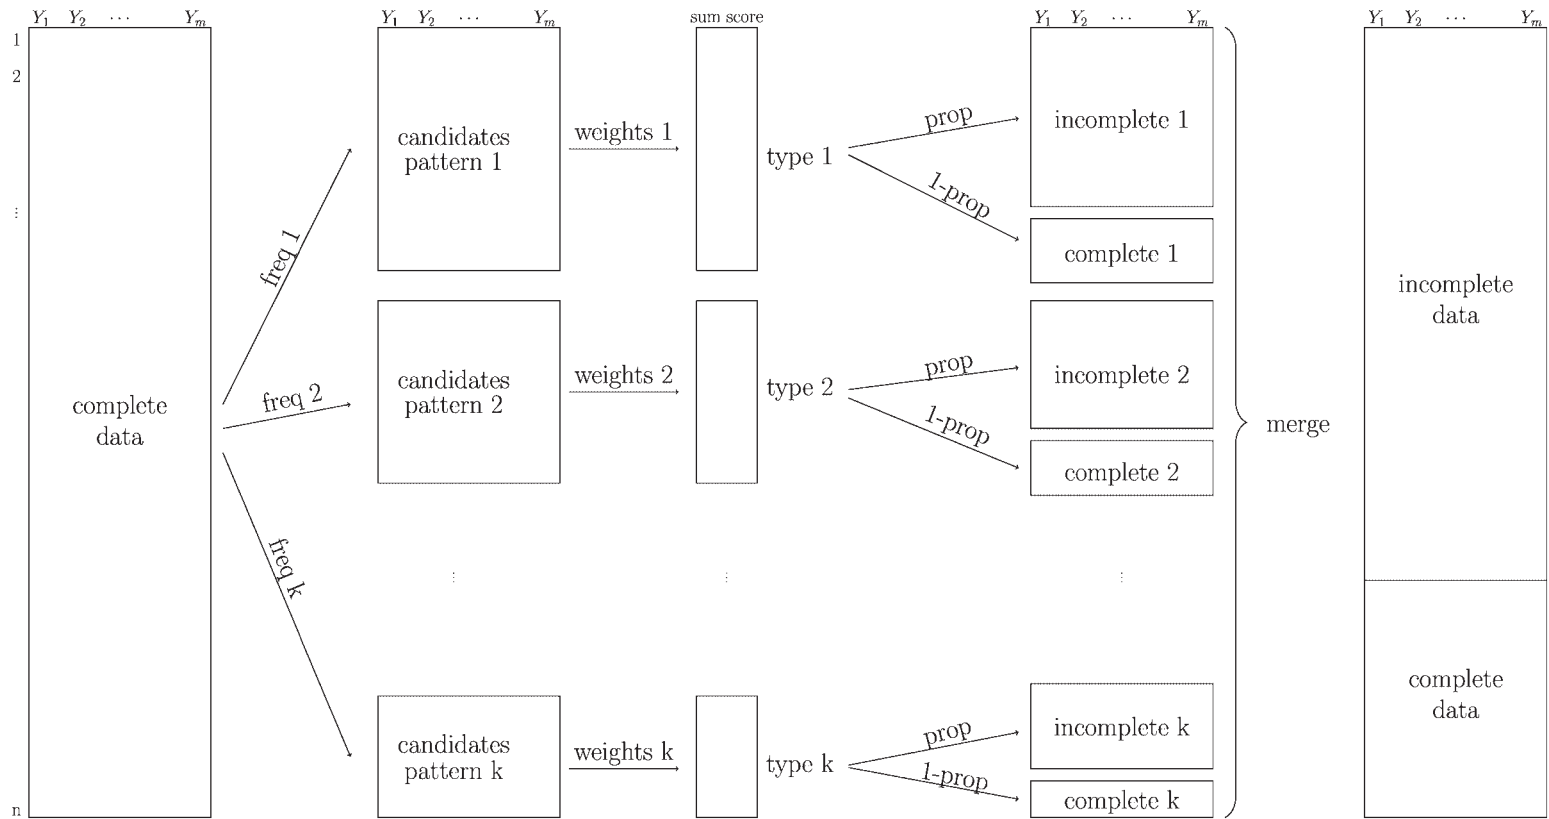 Y₁ Y₂ ⋯ Yₘ
1
2
⋮
n
complete
data
freq 1
freq 2
freq k
Y₁ Y₂ ⋯ Yₘ
candidates
pattern 1
candidates
pattern 2
⋮
candidates
pattern k
weights 1
weights 2
weights k
sum score
⋮
type 1
type 2
type k
prop
1-prop
prop
1-prop
prop
1-prop
Y₁ Y₂ ⋯ Yₘ
incomplete 1
complete 1
incomplete 2
complete 2
⋮
incomplete k
complete k
merge
Y₁ Y₂ ⋯ Yₘ
incomplete
data
complete
data